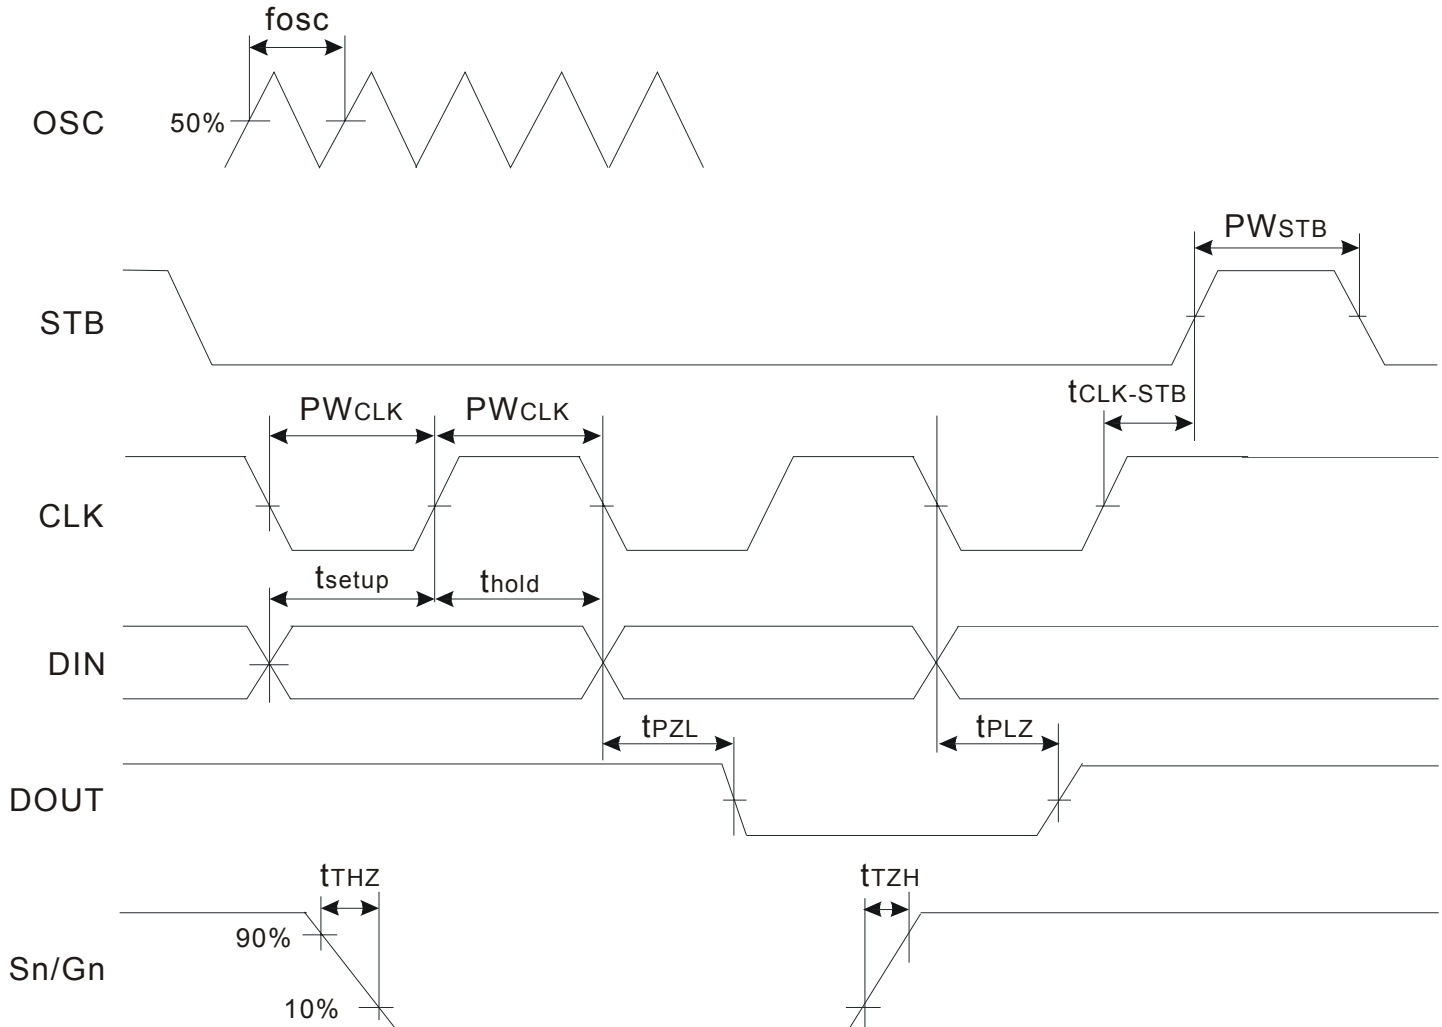 fosc
OSC
50%
PWSTB
STB
tCLK-STB
PWCLK
PWCLK
CLK
tsetup
thold
DIN
tPZL
tPLZ
DOUT
tTHZ
tTZH
90%
Sn/Gn
10%